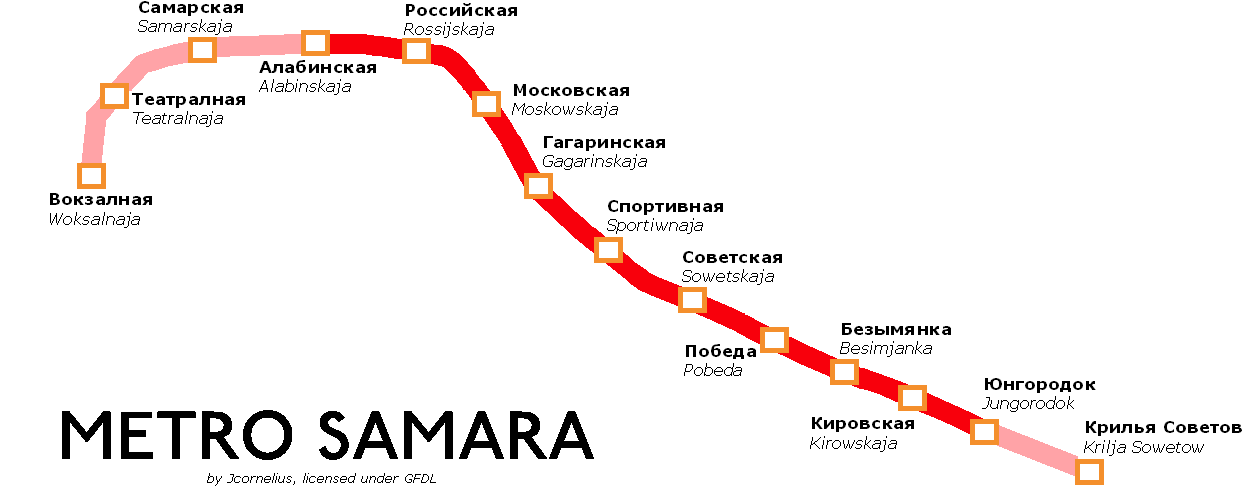 Самарская
Samarskaja
Российская
Rossijskaja
Алабинская
Alabinskaja
Театралная
Teatralnaja
Московская
Moskowskaja
Гагаринская
Gagarinskaja
Вокзалная
Woksalnaja
Спортивная
Sportiwnaja
Советская
Sowetskaja
Победа
Pobeda
Безымянка
Besimjanka
Юнгородок
Jungorodok
Кировская
Kirowskaja
Крилья Советов
Krilja Sowetow
METRO SAMARA
by Jcornelius, licensed under GFDL